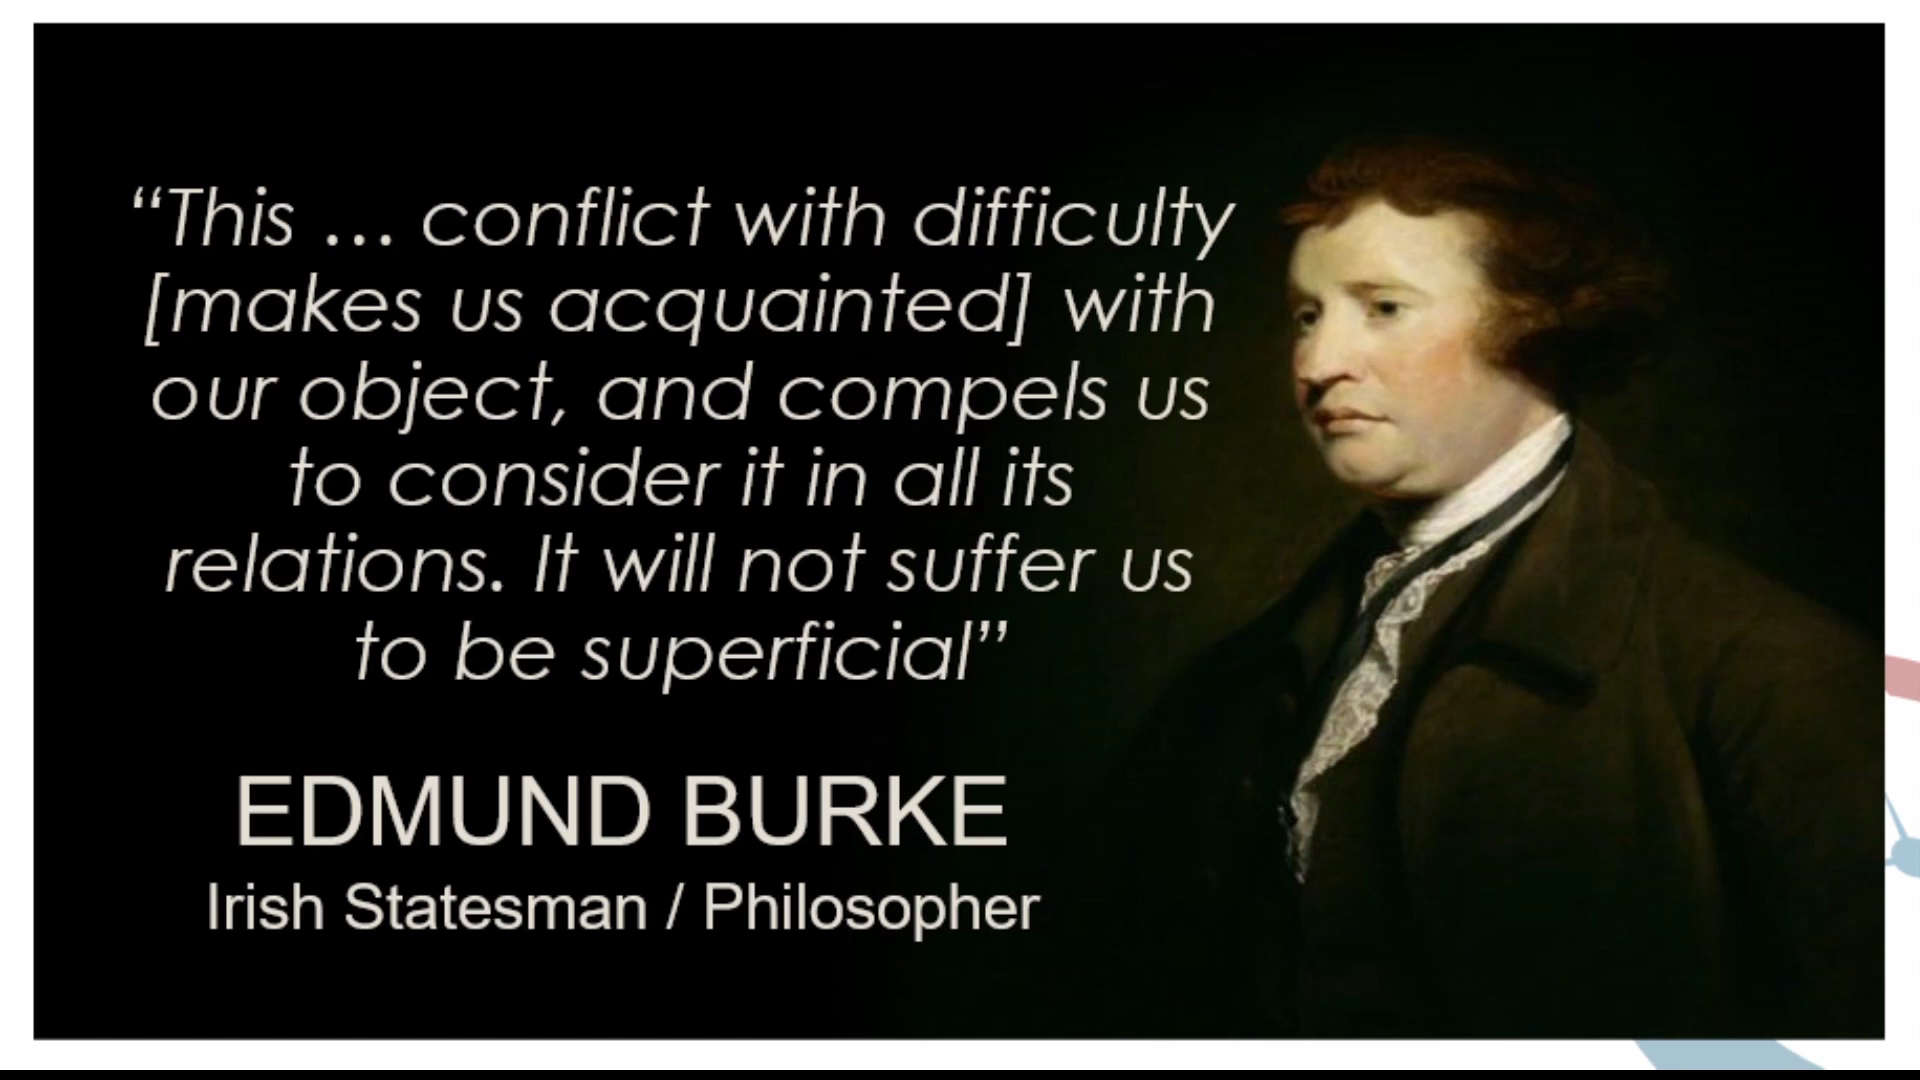 “This … conflict with difficulty
[makes us acquainted] with
our object, and compels us
to consider it in all its
relations. It will not suffer us
to be superficial”
EDMUND BURKE
Irish Statesman / Philosopher